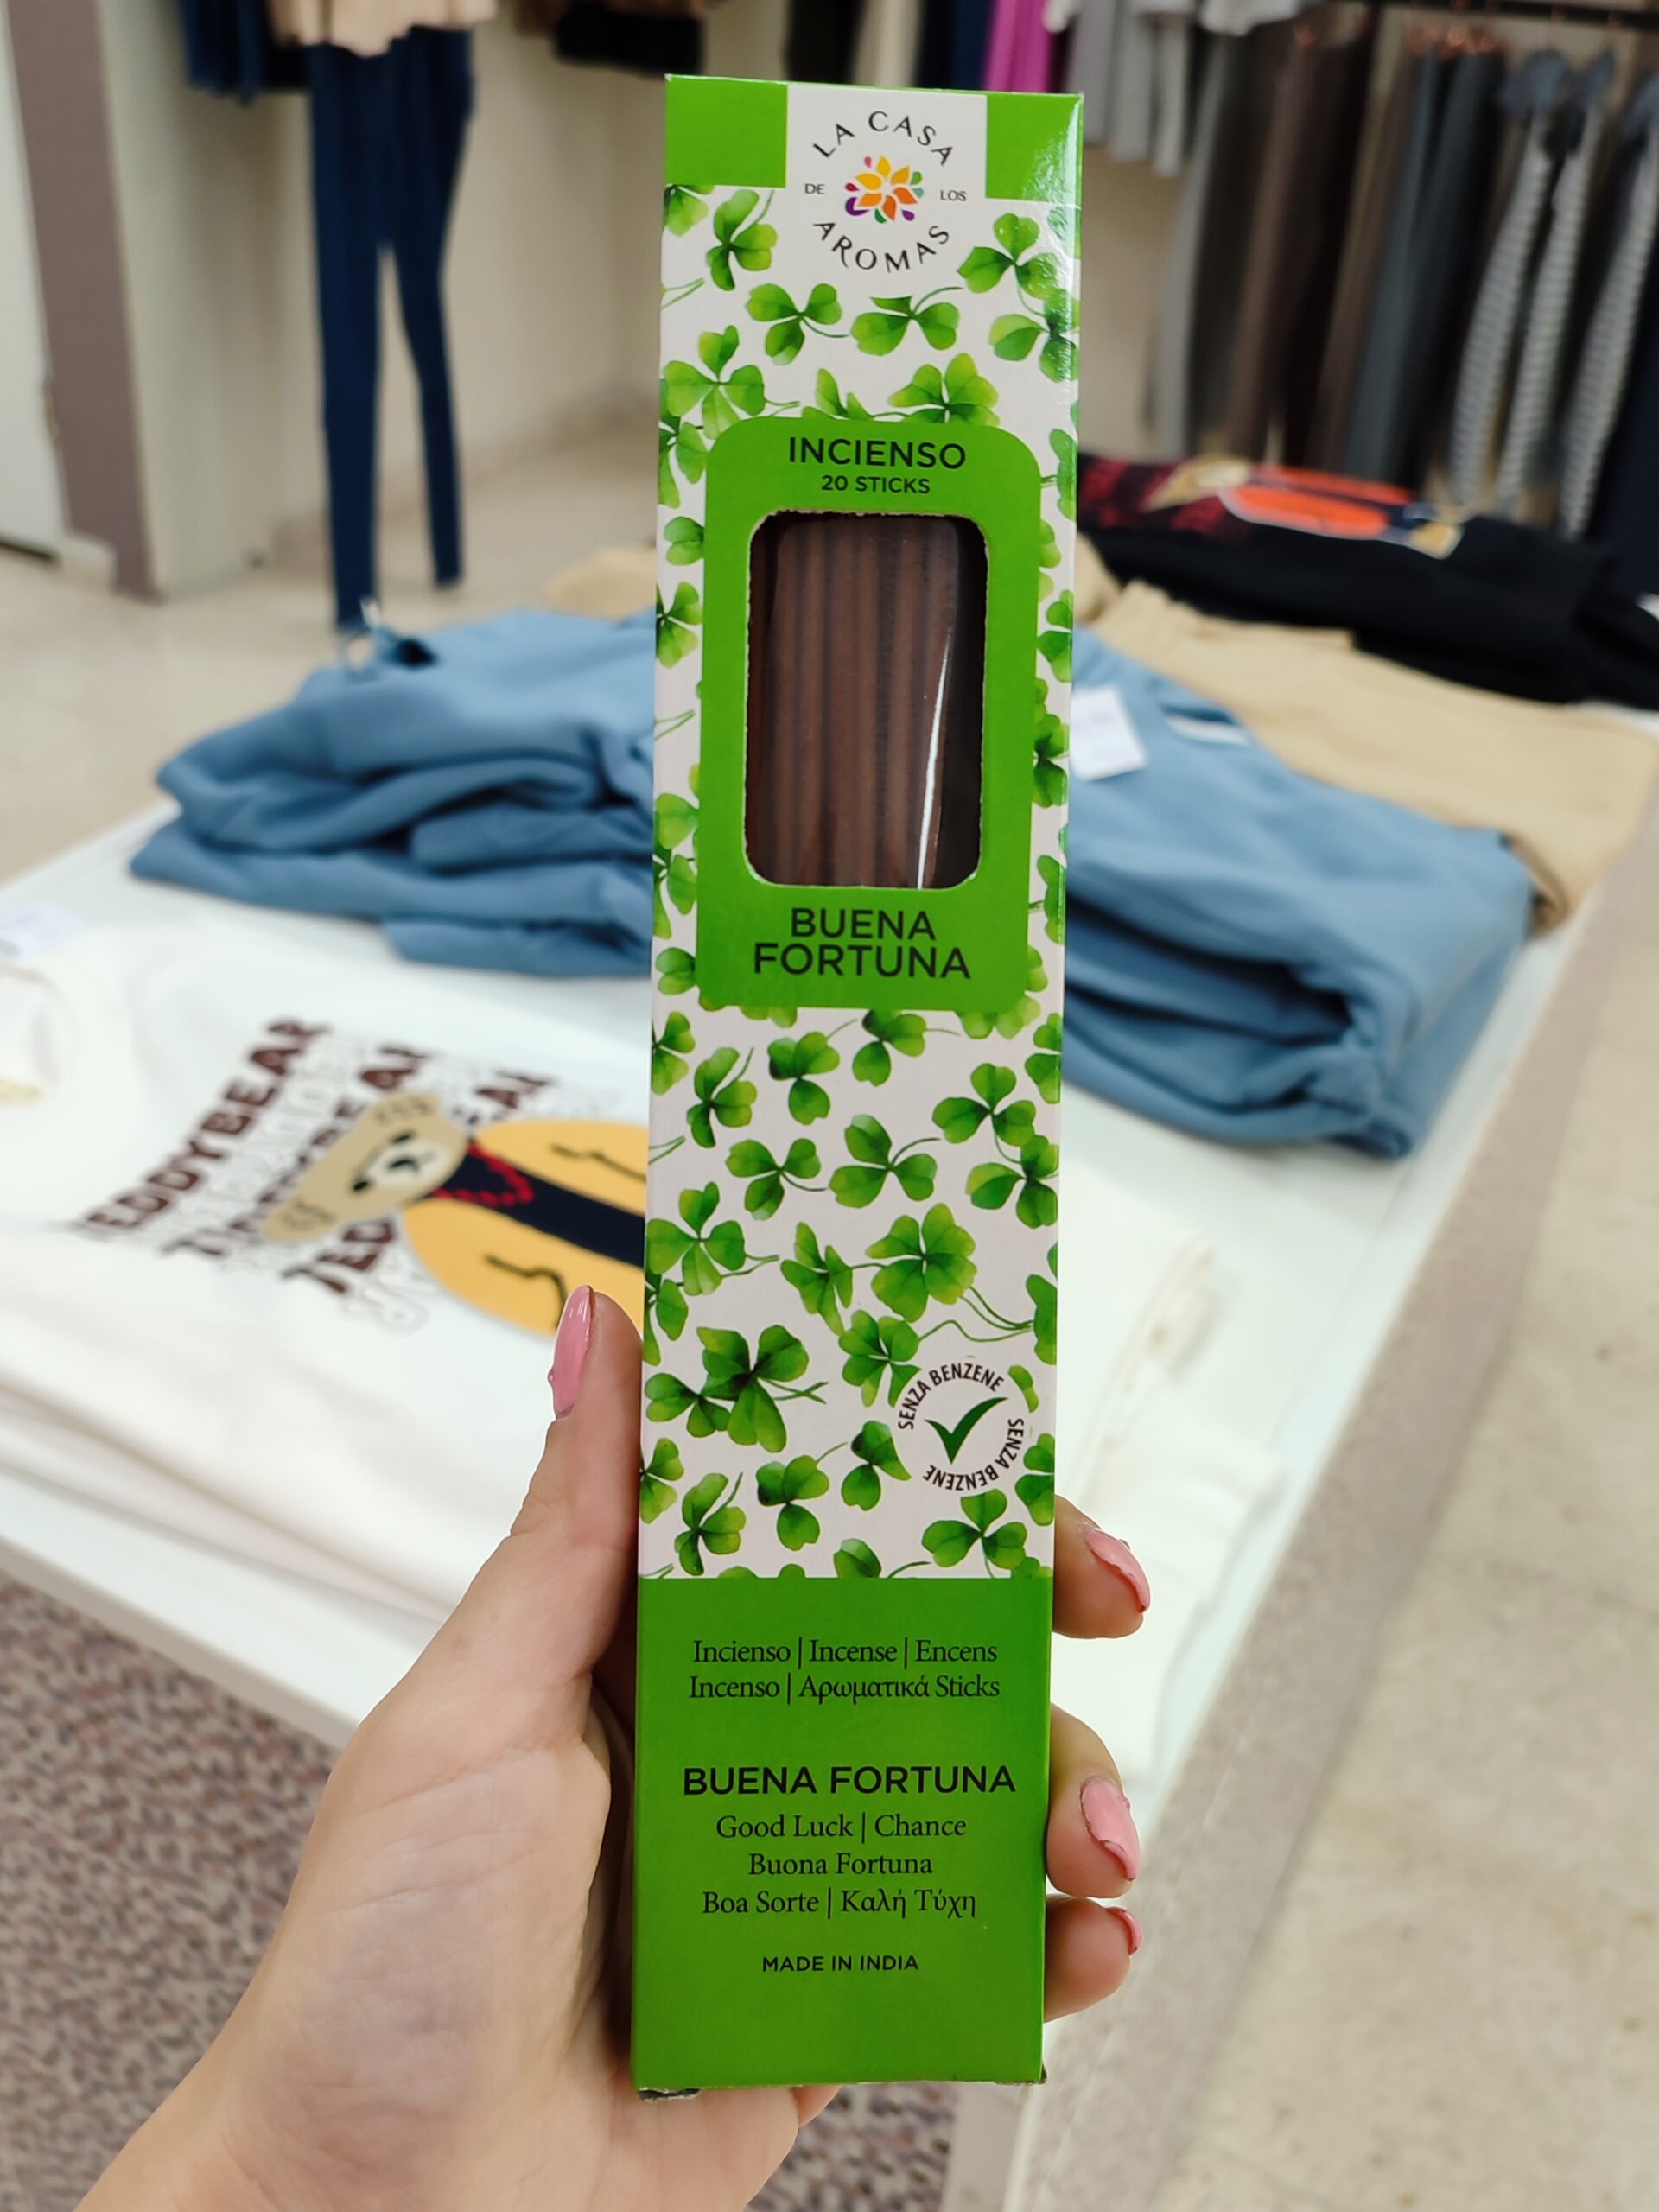 LA CASA
DE LOS
AROMAS
INCIENSO
20 STICKS
BUENA
FORTUNA
SENZA BENZENE
SENZA BENZENE
Incienso | Incense | Encens
Incenso | Αρωματικά Sticks
BUENA FORTUNA
Good Luck | Chance
Buona Fortuna
Boa Sorte | Καλή Τύχη
MADE IN INDIA
TEDDYBEAR